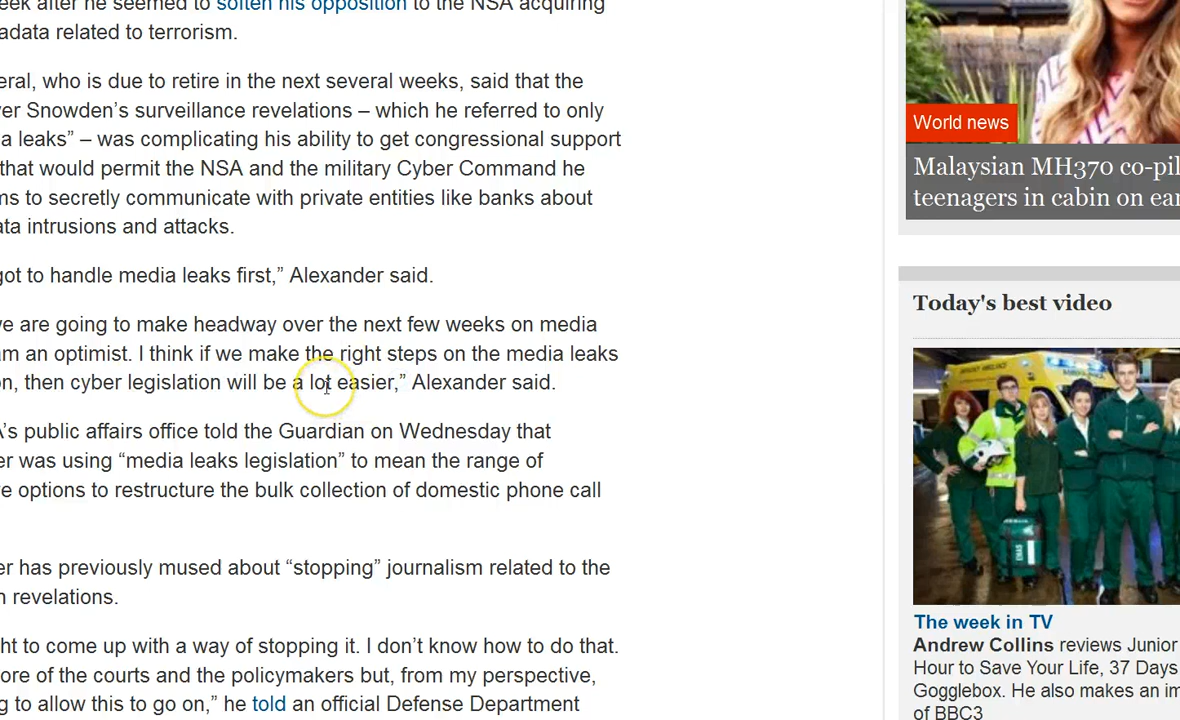 eek after he seemed to soften his opposition to the NSA acquiring
adata related to terrorism.
eral, who is due to retire in the next several weeks, said that the
er Snowden’s surveillance revelations – which he referred to only
a leaks” – was complicating his ability to get congressional support
that would permit the NSA and the military Cyber Command he
ns to secretly communicate with private entities like banks about
ata intrusions and attacks.
got to handle media leaks first,” Alexander said.
we are going to make headway over the next few weeks on media
am an optimist. I think if we make the right steps on the media leaks
on, then cyber legislation will be a lot easier,” Alexander said.
A’s public affairs office told the Guardian on Wednesday that
er was using “media leaks legislation” to mean the range of
e options to restructure the bulk collection of domestic phone call
er has previously mused about “stopping” journalism related to the
n revelations.
ht to come up with a way of stopping it. I don’t know how to do that.
ore of the courts and the policymakers but, from my perspective,
g to allow this to go on,” he told an official Defense Department
World news
Malaysian MH370 co-pil
teenagers in cabin on ear
Today's best video
The week in TV
Andrew Collins reviews Junior
Hour to Save Your Life, 37 Days
Gogglebox. He also makes an im
of BBC3